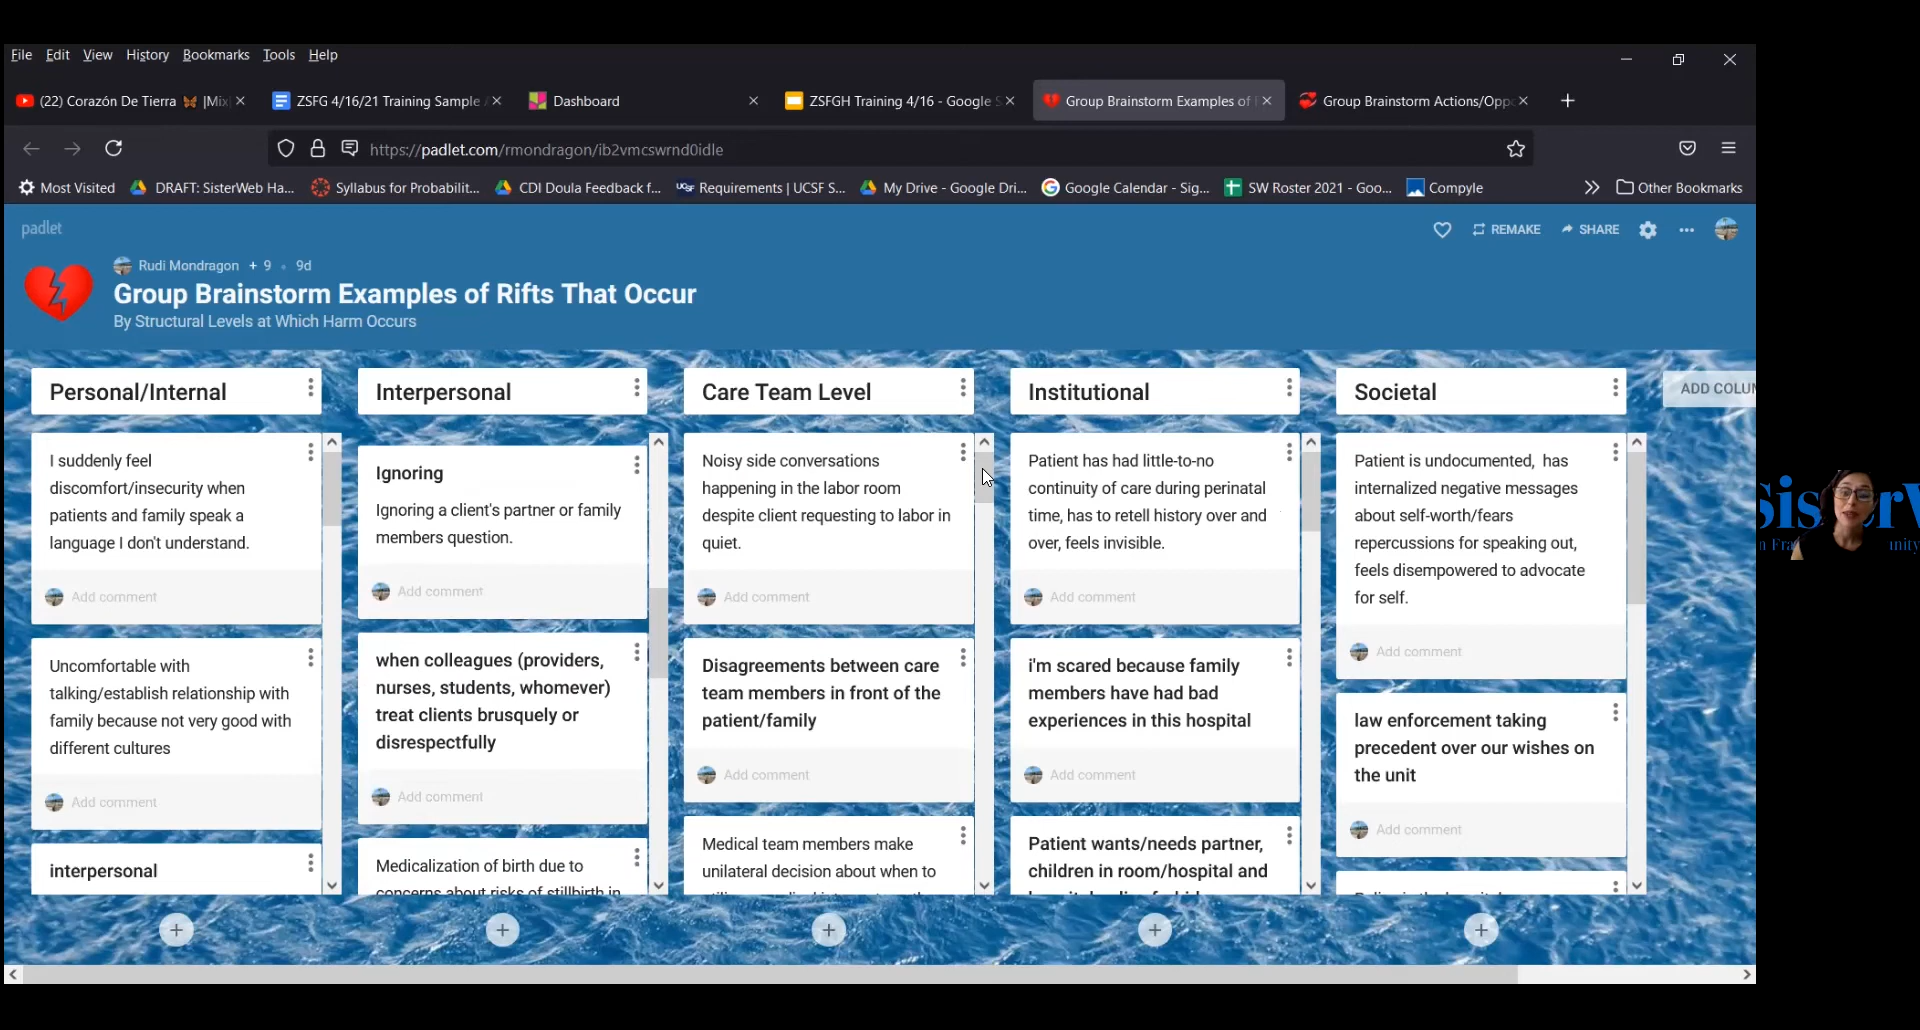 File Edit View History Bookmarks Tools Help
(22) Corazón De Tierra |Mix
ZSFG 4/16/21 Training Sample
Dashboard
ZSFGH Training 4/16 - Google S
Group Brainstorm Examples of
Group Brainstorm Actions/Oppo
https://padlet.com/rmondragon/ib2vmcswrnd0idle
Most Visited
DRAFT: SisterWeb Ha...
Syllabus for Probabilit...
CDI Doula Feedback f...
UCSF Requirements | UCSF S...
My Drive - Google Dri...
Google Calendar - Sig...
SW Roster 2021 - Goo...
Compyle
Other Bookmarks
padlet
REMAKE
SHARE
Rudi Mondragon + 9 • 9d
Group Brainstorm Examples of Rifts That Occur
By Structural Levels at Which Harm Occurs
Personal/Internal
I suddenly feel
discomfort/insecurity when
patients and family speak a
language I don't understand.
Add comment
Uncomfortable with
talking/establish relationship with
family because not very good with
different cultures
Add comment
interpersonal
Interpersonal
Ignoring
Ignoring a client's partner or family
members question.
Add comment
when colleagues (providers,
nurses, students, whomever)
treat clients brusquely or
disrespectfully
Add comment
Medicalization of birth due to
concerns about risks of stillbirth in
Care Team Level
Noisy side conversations
happening in the labor room
despite client requesting to labor in
quiet.
Add comment
Disagreements between care
team members in front of the
patient/family
Add comment
Medical team members make
unilateral decision about when to
Institutional
Patient has had little-to-no
continuity of care during perinatal
time, has to retell history over and
over, feels invisible.
Add comment
i'm scared because family
members have had bad
experiences in this hospital
Add comment
Patient wants/needs partner,
children in room/hospital and
Societal
Patient is undocumented, has
internalized negative messages
about self-worth/fears
repercussions for speaking out,
feels disempowered to advocate
for self.
Add comment
law enforcement taking
precedent over our wishes on
the unit
Add comment
ADD COLUM